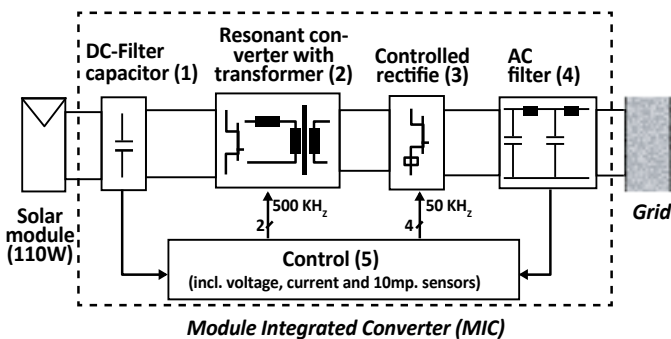 DC-Filter
capacitor (1)
Resonant con-
verter with
transformer (2)
Controlled
rectifie (3)
AC
filter (4)
Solar
module
(110W)
2
500 KHz
4
50 KHz
Grid
Control (5)
(incl. voltage, current and 10mp. sensors)
Module Integrated Converter (MIC)